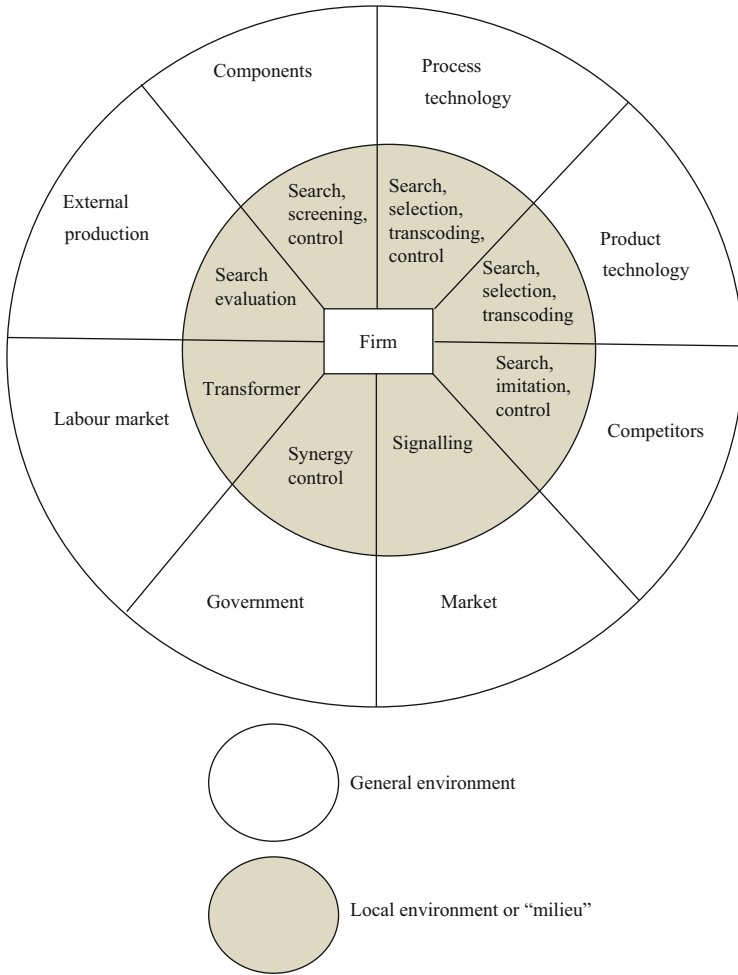 Components
Process
technology
External
production
Product
technology
Search,
screening,
control
Search,
selection,
transcoding,
control
Search
evaluation
Search,
selection,
transcoding
Firm
Transformer
Search,
imitation,
control
Labour market
Competitors
Synergy
control
Signalling
Government
Market
General environment
Local environment or “milieu”